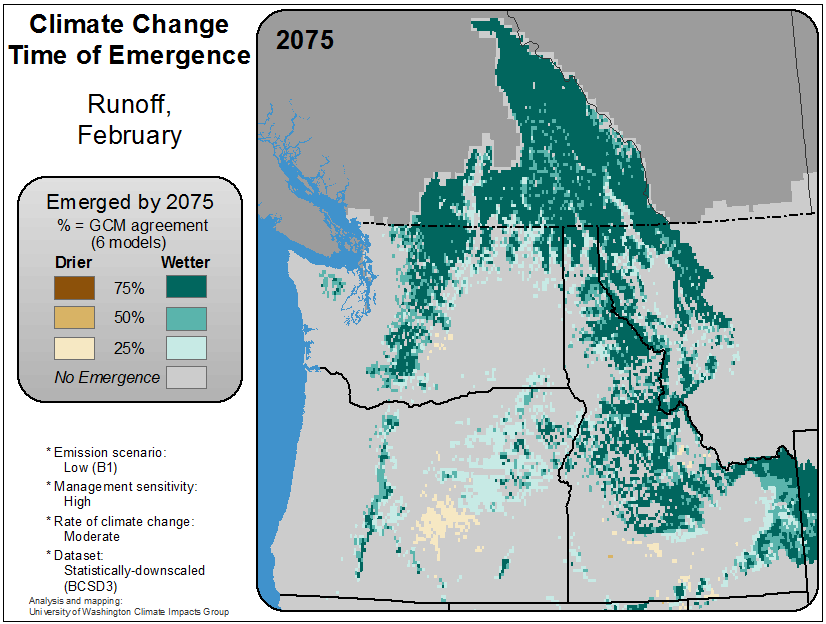 Climate Change
Time of Emergence
Runoff,
February
Emerged by 2075
% = GCM agreement
(6 models)
Drier Wetter
75%
50%
25%
No Emergence
* Emission scenario:
Low (B1)
* Management sensitivity:
High
* Rate of climate change:
Moderate
* Dataset:
Statistically-downscaled
(BCSD3)
Analysis and mapping:
University of Washington Climate Impacts Group
2075